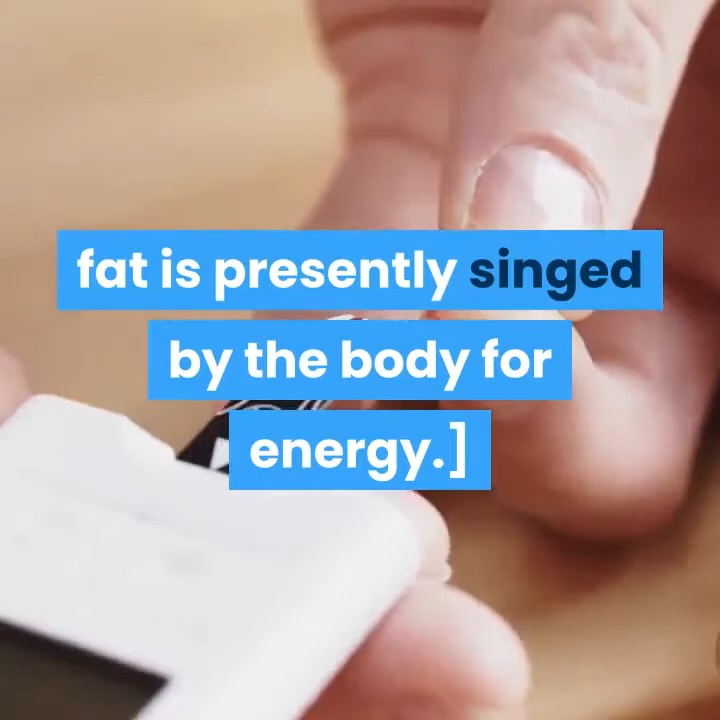 fat is presently singed
by the body for
energy.]